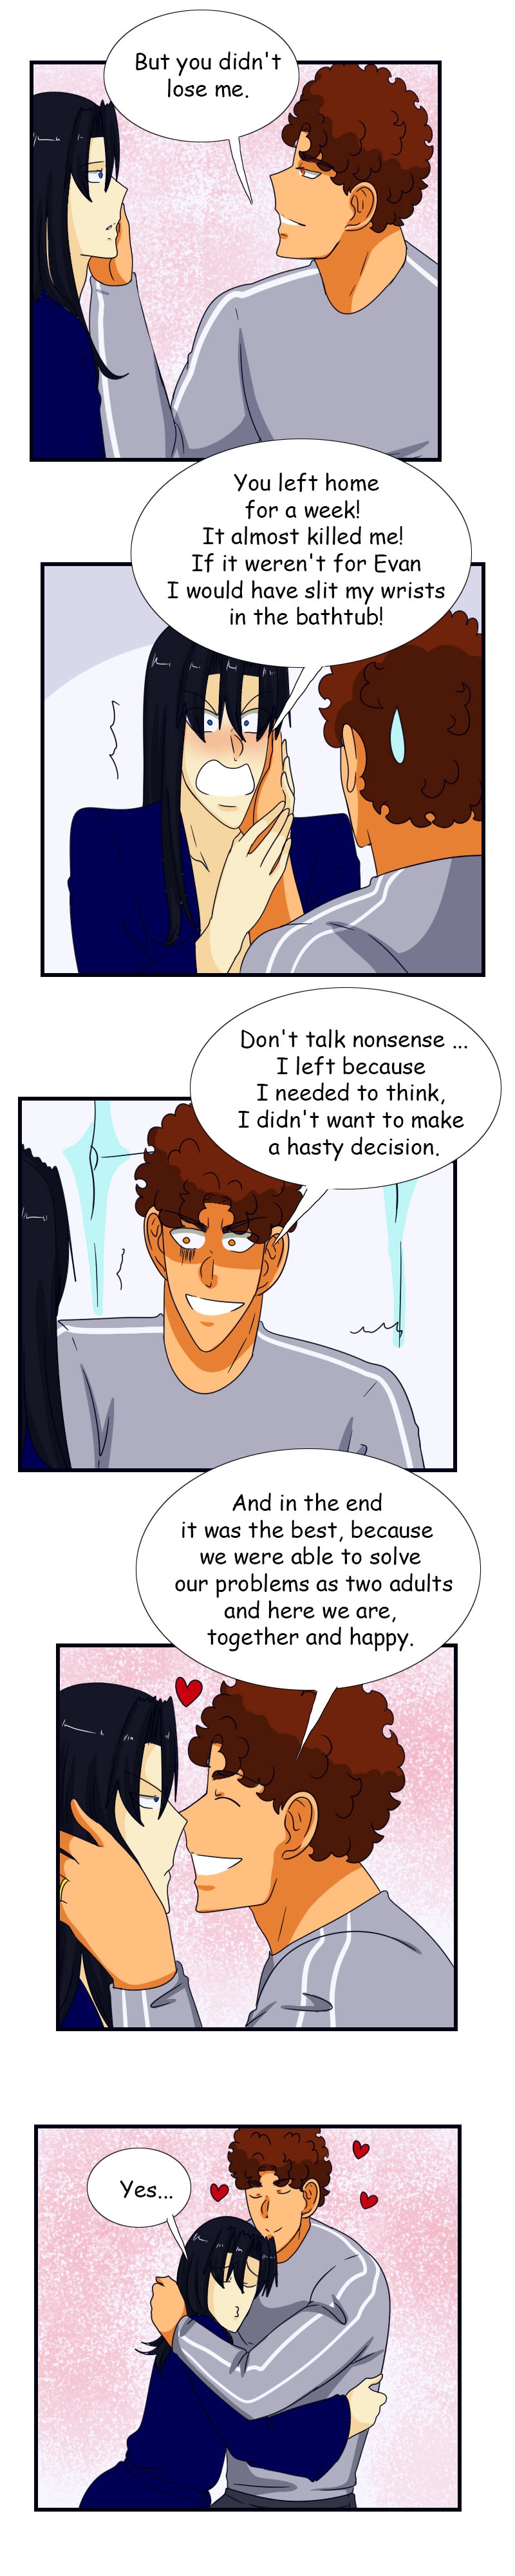 But you didn't
lose me.
You left home
for a week!
It almost killed me!
If it weren't for Evan
I would have slit my wrists
in the bathtub!
Don't talk nonsense ...
I left because
I needed to think,
I didn't want to make
a hasty decision.
And in the end
it was the best, because
we were able to solve
our problems as two adults
and here we are,
together and happy.
Yes...